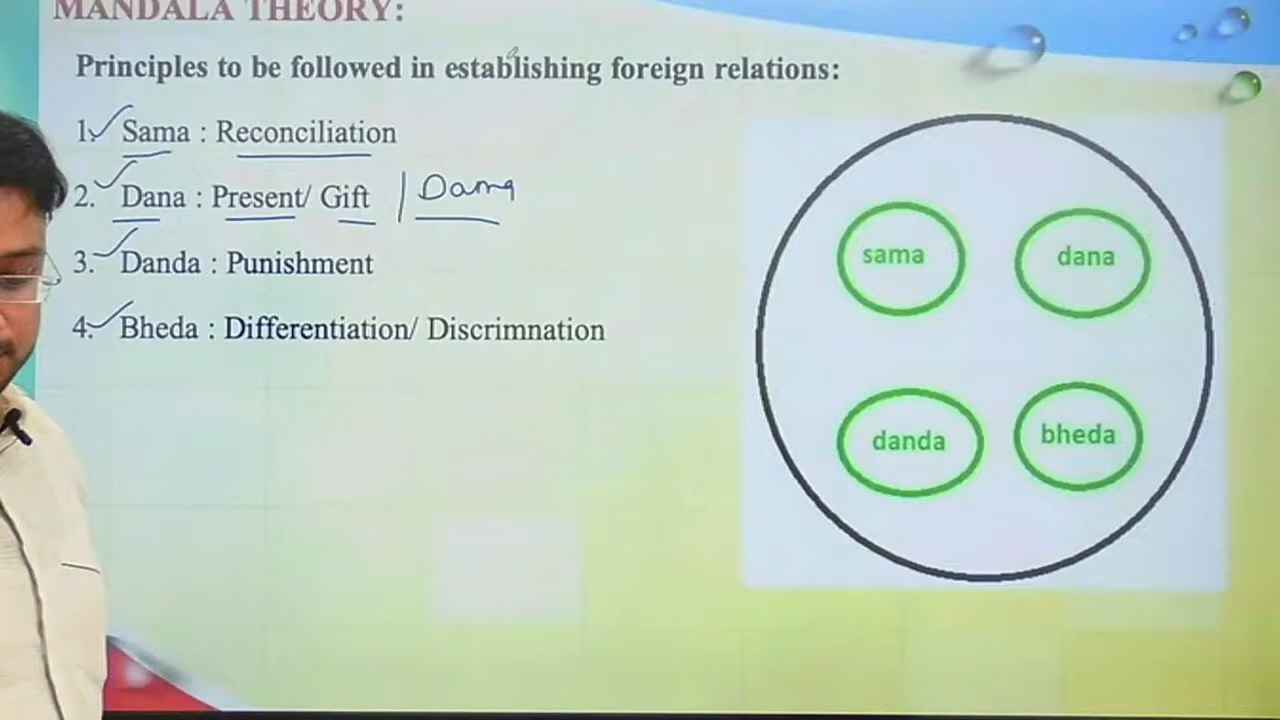 MANDALA THEORY:
Principles to be followed in establishing foreign relations:
1. Sama : Reconciliation
2. Dana : Present/ Gift | Dama
3. Danda : Punishment
4. Bheda : Differentiation/ Discrimnation
sama
dana
danda
bheda